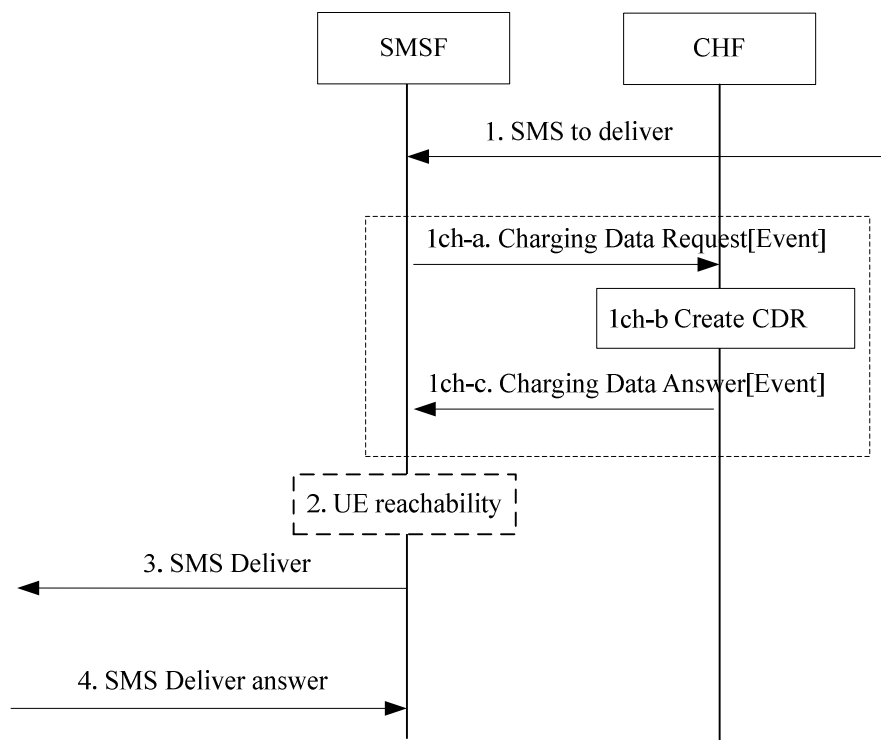 SMSF
CHF
1. SMS to deliver
1ch-a. Charging Data Request[Event]
1ch-b Create CDR
1ch-c. Charging Data Answer[Event]
2. UE reachability
3. SMS Deliver
4. SMS Deliver answer